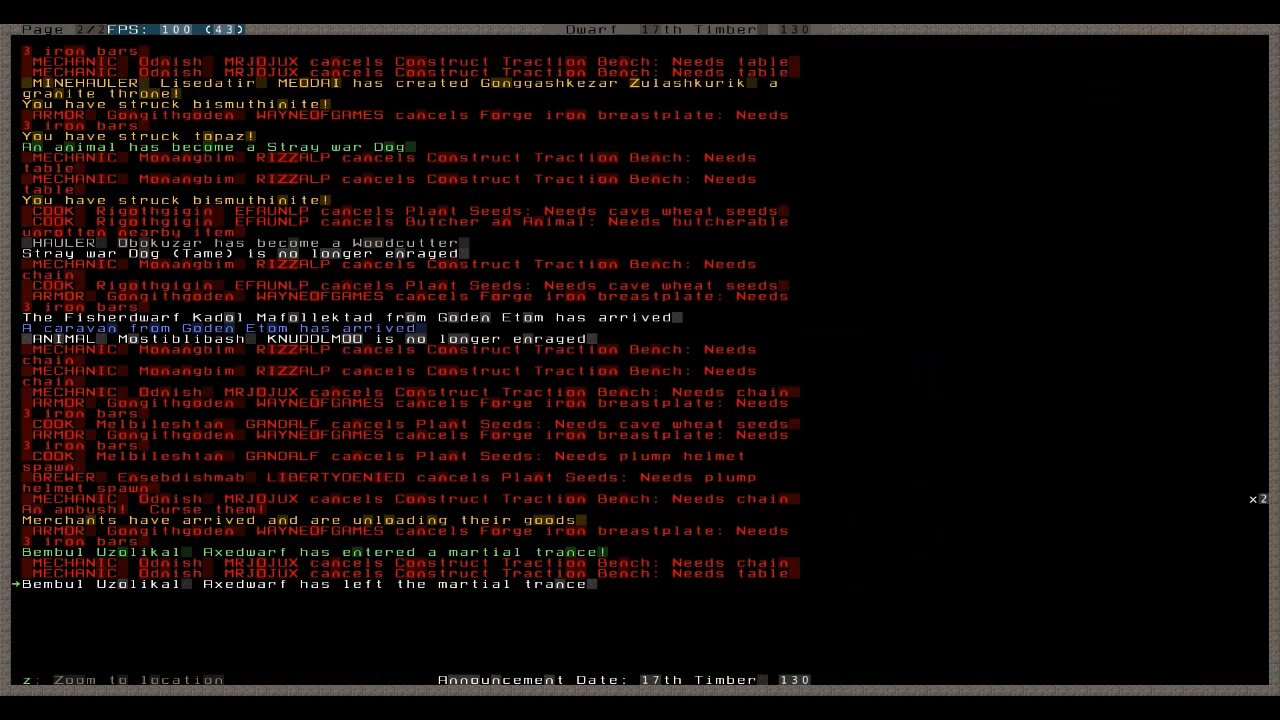 Page 2/2 FPS: 100 (43) Dwarf 17th Timber 130
3 iron bars
MECHANIC Odnish MRJOJUX cancels Construct Traction Bench: Needs table
MECHANIC Odnish MRJOJUX cancels Construct Traction Bench: Needs table
MINEHAULER Lisedatir MEODAI has created Gonggashkezar Zulashkurik a
granite throne!
You have struck bismuthinite!
ARMOR Gongithgoden WAYNEOFGAMES cancels Forge iron breastplate: Needs
3 iron bars
You have struck topaz!
An animal has become a Stray war Dog
MECHANIC Monangbim RIZZALP cancels Construct Traction Bench: Needs
table
MECHANIC Monangbim RIZZALP cancels Construct Traction Bench: Needs
table
You have struck bismuthinite!
COOK Rigothgigin EFAUNLP cancels Plant Seeds: Needs cave wheat seeds
COOK Rigothgigin EFAUNLP cancels Butcher an Animal: Needs butcherable
unrotten nearby item
HAULER Obokuzar has become a Woodcutter
Stray war Dog (Tame) is no longer enraged
MECHANIC Monangbim RIZZALP cancels Construct Traction Bench: Needs
chain
COOK Rigothgigin EFAUNLP cancels Plant Seeds: Needs cave wheat seeds
ARMOR Gongithgoden WAYNEOFGAMES cancels Forge iron breastplate: Needs
3 iron bars
The Fisherdwarf Kadol Mafollektad from Goden Etom has arrived
A caravan from Goden Etom has arrived
ANIMAL Mostiblibash KNUDDLMOD is no longer enraged
MECHANIC Monangbim RIZZALP cancels Construct Traction Bench: Needs
chain
MECHANIC Monangbim RIZZALP cancels Construct Traction Bench: Needs
chain
MECHANIC Odnish MRJOJUX cancels Construct Traction Bench: Needs chain
ARMOR Gongithgoden WAYNEOFGAMES cancels Forge iron breastplate: Needs
3 iron bars
COOK Melbileshtan GANDALF cancels Plant Seeds: Needs cave wheat seeds
ARMOR Gongithgoden WAYNEOFGAMES cancels Forge iron breastplate: Needs
3 iron bars
COOK Melbileshtan GANDALF cancels Plant Seeds: Needs plump helmet
spawn
BREWER Ensebdishmab LIBERTYDENIED cancels Plant Seeds: Needs plump
helmet spawn
MECHANIC Odnish MRJOJUX cancels Construct Traction Bench: Needs chain x2
An ambush! Curse them!
Merchants have arrived and are unloading their goods
ARMOR Gongithgoden WAYNEOFGAMES cancels Forge iron breastplate: Needs
3 iron bars
Bembul Uzolikal Axedwarf has entered a martial trance!
MECHANIC Odnish MRJOJUX cancels Construct Traction Bench: Needs chain
MECHANIC Odnish MRJOJUX cancels Construct Traction Bench: Needs table
→Bembul Uzolikal Axedwarf has left the martial trance
z: Zoom to location Announcement Date: 17th Timber 130